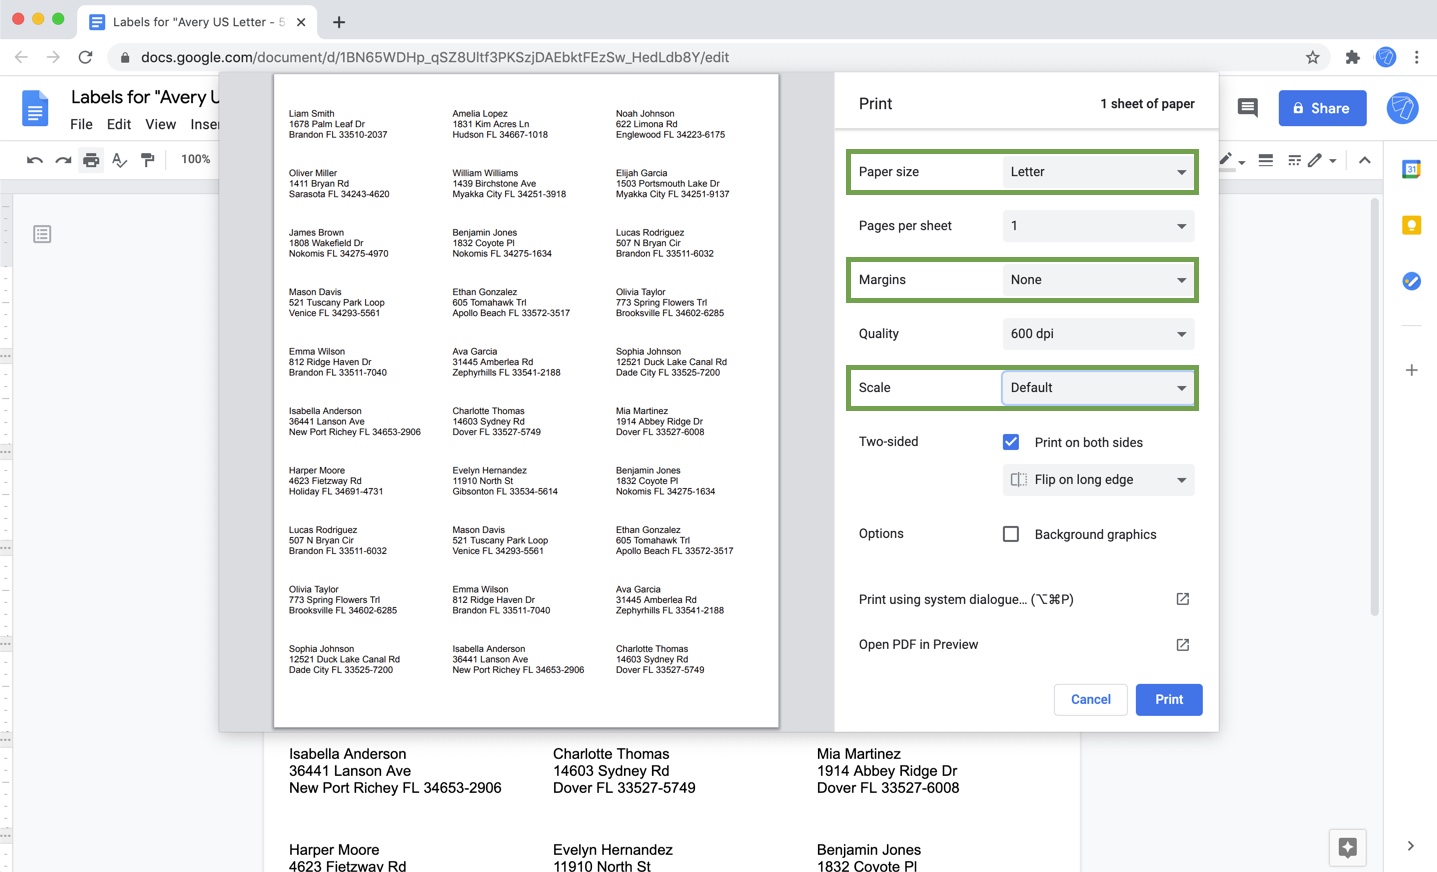 Labels for "Avery US Letter - 5
docs.google.com/document/d/1BN65WDHp_qSZ8UItf3PKSzjDAEbktFEzSw_HedLdb8Y/edit
Labels for "Avery U
File Edit View Inser
100%
Share
31
Liam Smith
1678 Palm Leaf Dr
Brandon FL 33510-2037
Amelia Lopez
1831 Kim Acres Ln
Hudson FL 34667-1018
Noah Johnson
622 Limona Rd
Englewood FL 34223-6175
Oliver Miller
1411 Bryan Rd
Sarasota FL 34243-4620
William Williams
1439 Birchstone Ave
Myakka City FL 34251-3918
Elijah Garcia
1503 Portsmouth Lake Dr
Myakka City FL 34251-9137
James Brown
1808 Wakefield Dr
Nokomis FL 34275-4970
Benjamin Jones
1832 Coyote Pl
Nokomis FL 34275-1634
Lucas Rodriguez
507 N Bryan Cir
Brandon FL 33511-6032
Mason Davis
521 Tuscany Park Loop
Venice FL 34293-5561
Ethan Gonzalez
605 Tomahawk Trl
Apollo Beach FL 33572-3517
Olivia Taylor
773 Spring Flowers Trl
Brooksville FL 34602-6285
Emma Wilson
812 Ridge Haven Dr
Brandon FL 33511-7040
Ava Garcia
31445 Amberlea Rd
Zephyrhills FL 33541-2188
Sophia Johnson
12521 Duck Lake Canal Rd
Dade City FL 33525-7200
Isabella Anderson
36441 Lanson Ave
New Port Richey FL 34653-2906
Charlotte Thomas
14603 Sydney Rd
Dover FL 33527-5749
Mia Martinez
1914 Abbey Ridge Dr
Dover FL 33527-6008
Harper Moore
4623 Fietzway Rd
Holiday FL 34691-4731
Evelyn Hernandez
11910 North St
Gibsonton FL 33534-5614
Benjamin Jones
1832 Coyote Pl
Nokomis FL 34275-1634
Lucas Rodriguez
507 N Bryan Cir
Brandon FL 33511-6032
Mason Davis
521 Tuscany Park Loop
Venice FL 34293-5561
Ethan Gonzalez
605 Tomahawk Trl
Apollo Beach FL 33572-3517
Olivia Taylor
773 Spring Flowers Trl
Brooksville FL 34602-6285
Emma Wilson
812 Ridge Haven Dr
Brandon FL 33511-7040
Ava Garcia
31445 Amberlea Rd
Zephyrhills FL 33541-2188
Sophia Johnson
12521 Duck Lake Canal Rd
Dade City FL 33525-7200
Isabella Anderson
36441 Lanson Ave
New Port Richey FL 34653-2906
Charlotte Thomas
14603 Sydney Rd
Dover FL 33527-5749
Print 1 sheet of paper
Paper size Letter
Pages per sheet 1
Margins None
Quality 600 dpi
Scale Default
Two-sided Print on both sides
Flip on long edge
Options Background graphics
Print using system dialogue... (⌥⌘P)
Open PDF in Preview
Cancel Print
Isabella Anderson
36441 Lanson Ave
New Port Richey FL 34653-2906
Charlotte Thomas
14603 Sydney Rd
Dover FL 33527-5749
Mia Martinez
1914 Abbey Ridge Dr
Dover FL 33527-6008
Harper Moore
4623 Fietzway Rd
Evelyn Hernandez
11910 North St
Benjamin Jones
1832 Coyote Pl